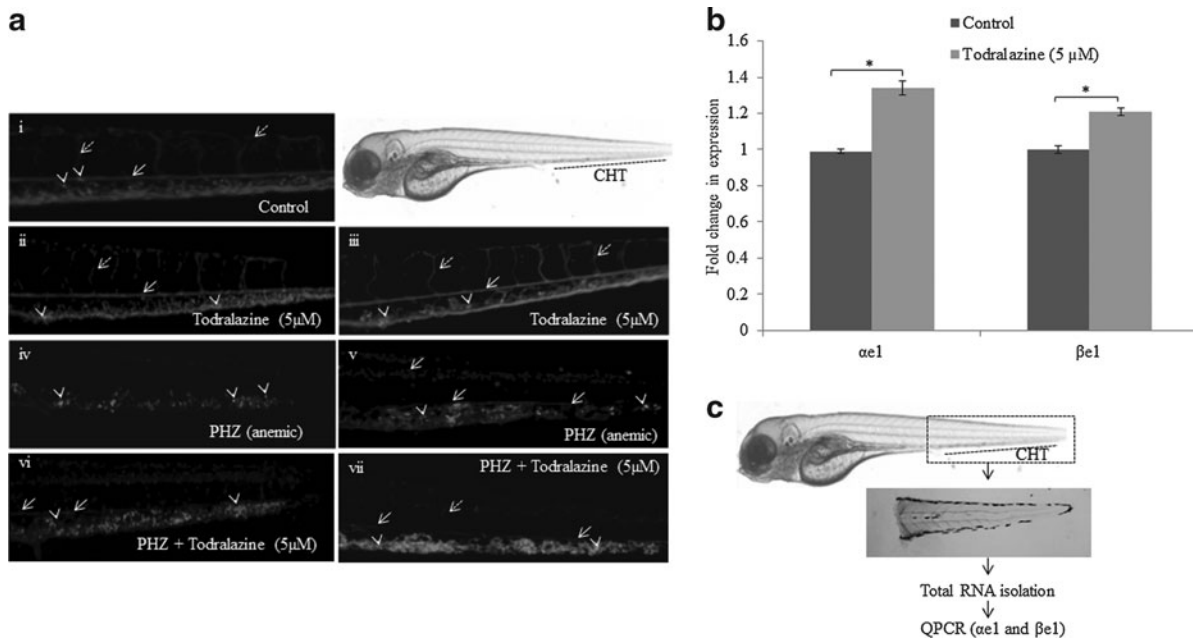 a
i
Control
CHT
ii
Todralazine (5µM)
iii
Todralazine (5µM)
iv
PHZ (anemic)
v
PHZ (anemic)
vi
PHZ + Todralazine (5µM)
vii
PHZ + Todralazine (5µM)
b
Control
Todralazine (5 µM)
Fold change in expression
1.6
1.4
1.2
1
0.8
0.6
0.4
0.2
0
*
*
αe1
βe1
c
CHT
Total RNA isolation
QPCR (αe1 and βe1)